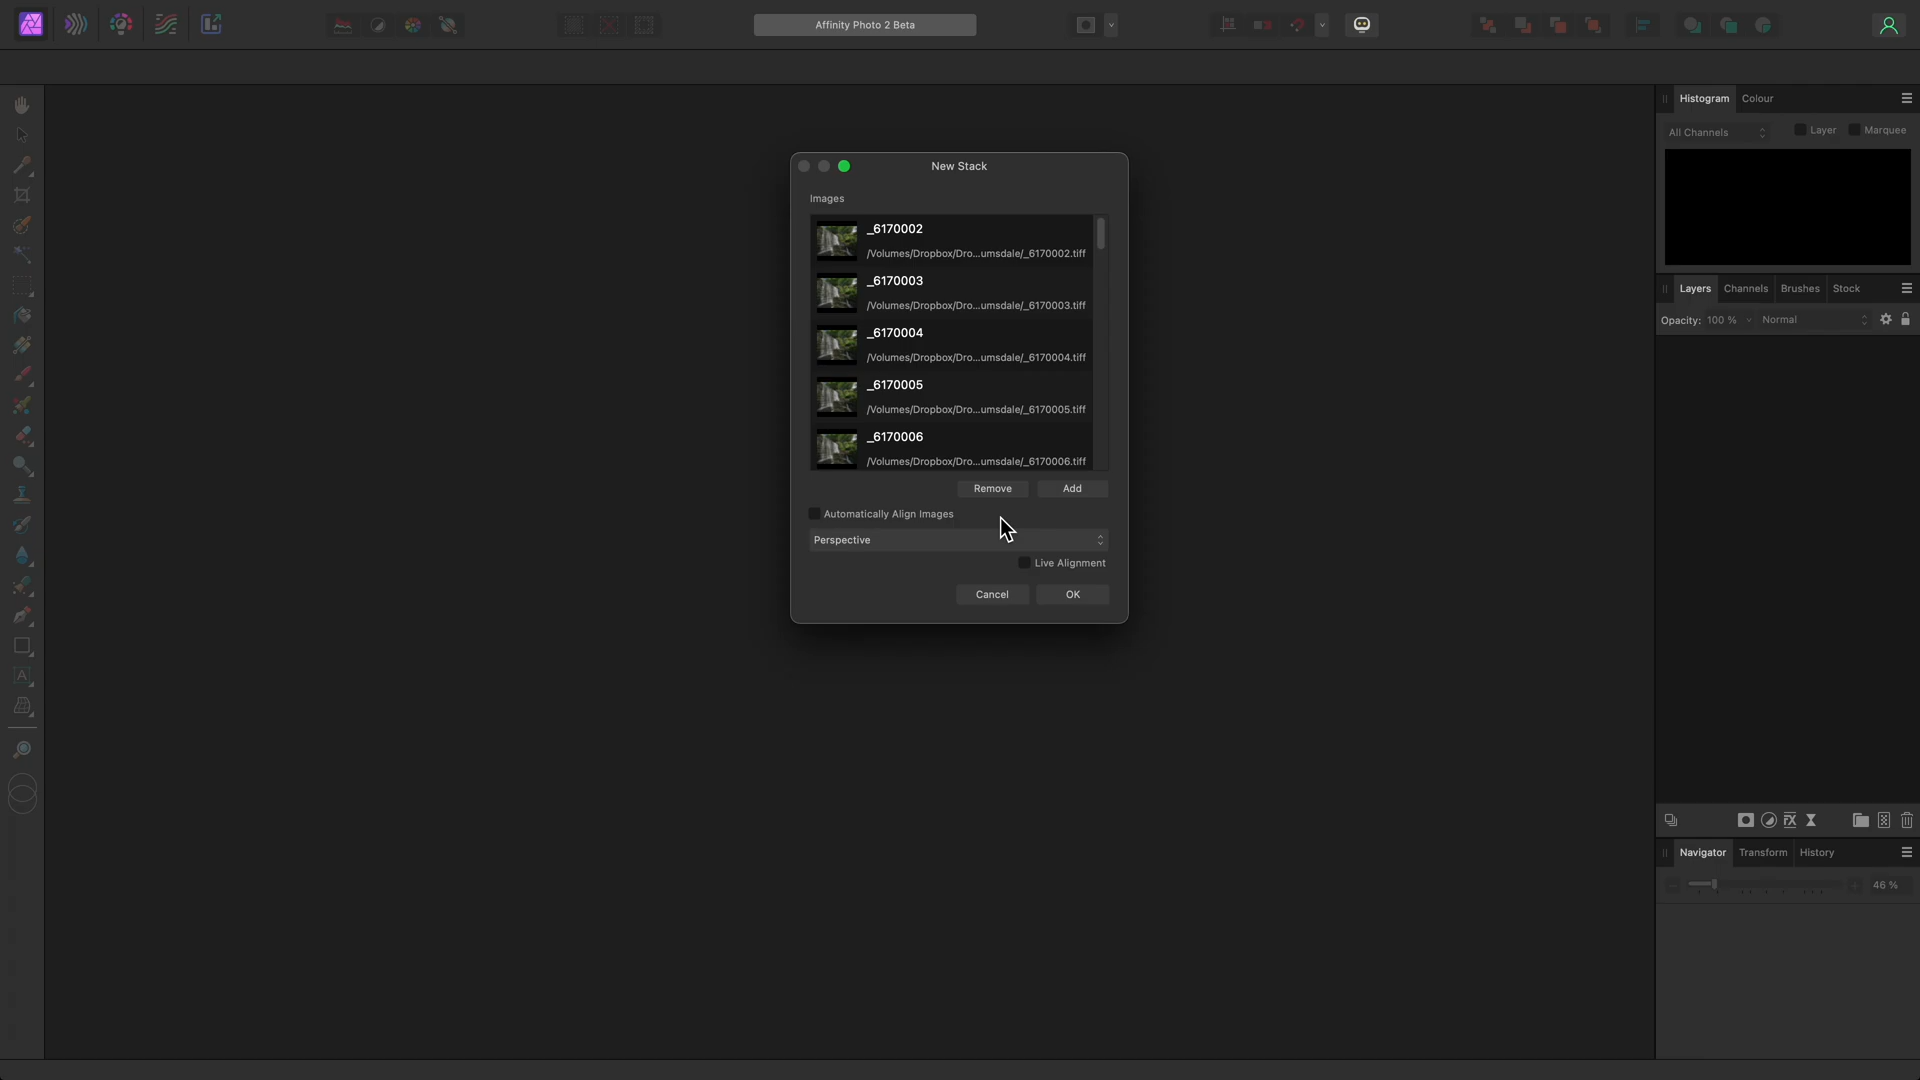 Affinity Photo 2 Beta
Histogram
Colour
All Channels
Layer
Marquee
New Stack
Images
_6170002
/Volumes/Dropbox/Dro...umsdale/_6170002.tiff
_6170003
/Volumes/Dropbox/Dro...umsdale/_6170003.tiff
_6170004
/Volumes/Dropbox/Dro...umsdale/_6170004.tiff
_6170005
/Volumes/Dropbox/Dro...umsdale/_6170005.tiff
_6170006
/Volumes/Dropbox/Dro...umsdale/_6170006.tiff
Remove
Add
Automatically Align Images
Perspective
Live Alignment
Cancel
OK
Layers
Channels
Brushes
Stock
Opacity: 100 %
Normal
Navigator
Transform
History
46 %